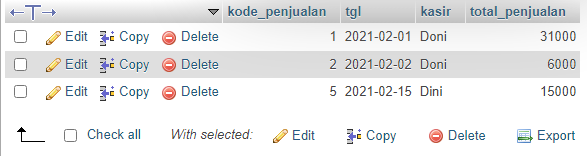 kode_penjualan tgl kasir total_penjualan
Edit Copy Delete 1 2021-02-01 Doni 31000
Edit Copy Delete 2 2021-02-02 Doni 6000
Edit Copy Delete 5 2021-02-15 Dini 15000
Check all With selected: Edit Copy Delete Export